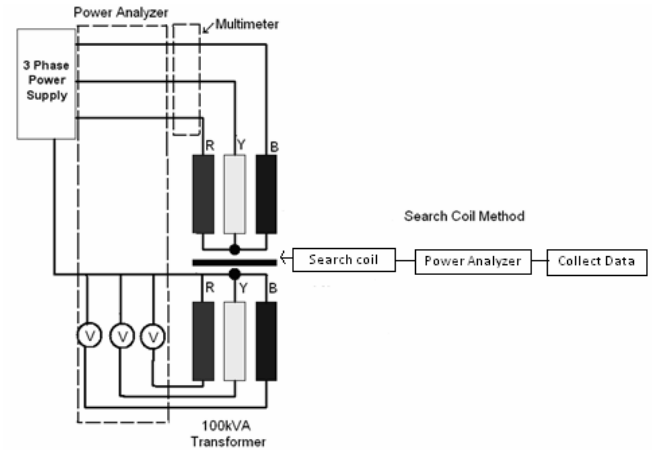 Power Analyzer
Multimeter
3 Phase
Power
Supply
R Y B
Search Coil Method
Search coil
Power Analyzer
Collect Data
R Y B
V V V
100kVA
Transformer